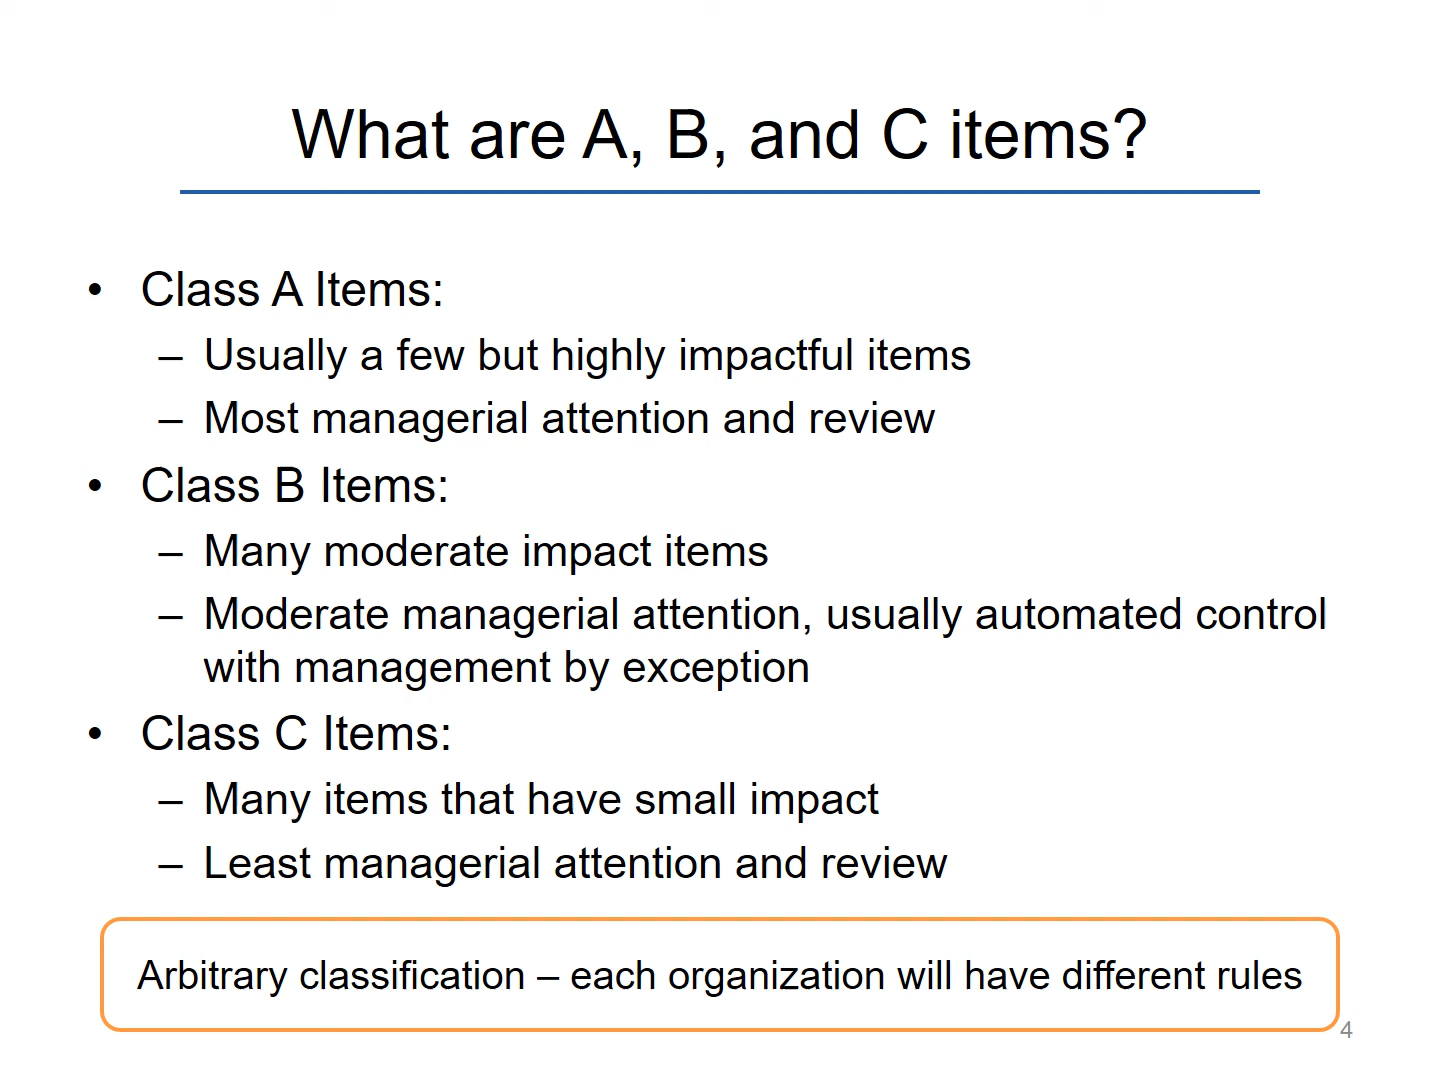 What are A, B, and C items?
• Class A Items:
– Usually a few but highly impactful items
– Most managerial attention and review
• Class B Items:
– Many moderate impact items
– Moderate managerial attention, usually automated control
with management by exception
• Class C Items:
– Many items that have small impact
– Least managerial attention and review
Arbitrary classification – each organization will have different rules
4